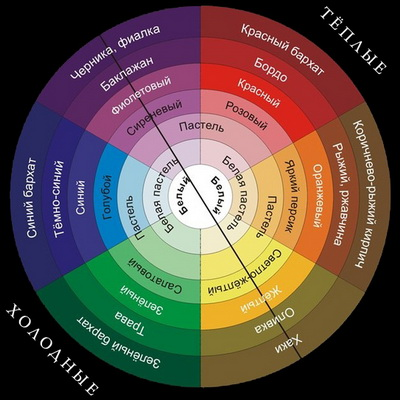 ТЁПЛЫЕ
Черника, фиалка
Баклажан
Фиолетовый
Сиреневый
Пастель
Красный бархат
Бордо
Красный
Розовый
Коричнево-рыжий кирпич
Рыжий, ржавчина
Оранжевый
Яркий персик
Пастель
Белая пастель
Белый
Синий бархат
Тёмно-синий
Синий
Голубой
Пастель
Белая пастель
Белый
Салатовый
Зелёный
Трава
Зелёный бархат
Светло-жёлтый
Жёлтый
Оливка
Хаки
ХОЛОДНЫЕ